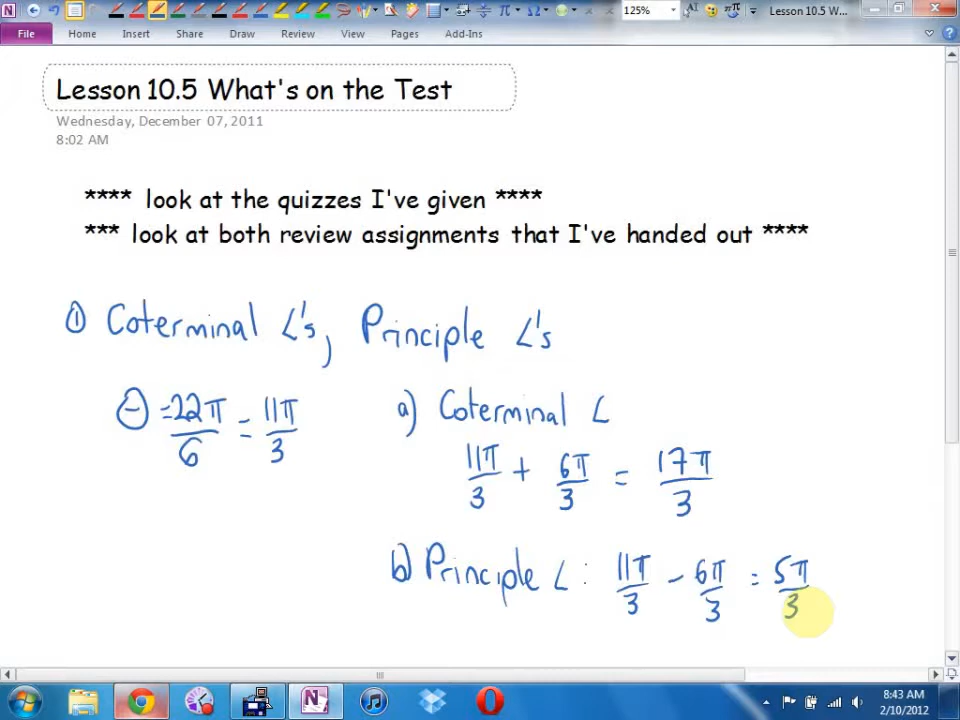 125%
Lesson 10.5 W...
File Home Insert Share Draw Review View Pages Add-Ins
Lesson 10.5 What's on the Test
Wednesday, December 07, 2011
8:02 AM
**** look at the quizzes I've given ****
*** look at both review assignments that I've handed out ****
① Coterminal ∠'s, Principle ∠'s
Θ = 22π/6 = 11π/3
a) Coterminal ∠
11π/3 + 6π/3 = 17π/3
b) Principle ∠ : 11π/3 - 6π/3 = 5π/3
8:43 AM
2/10/2012